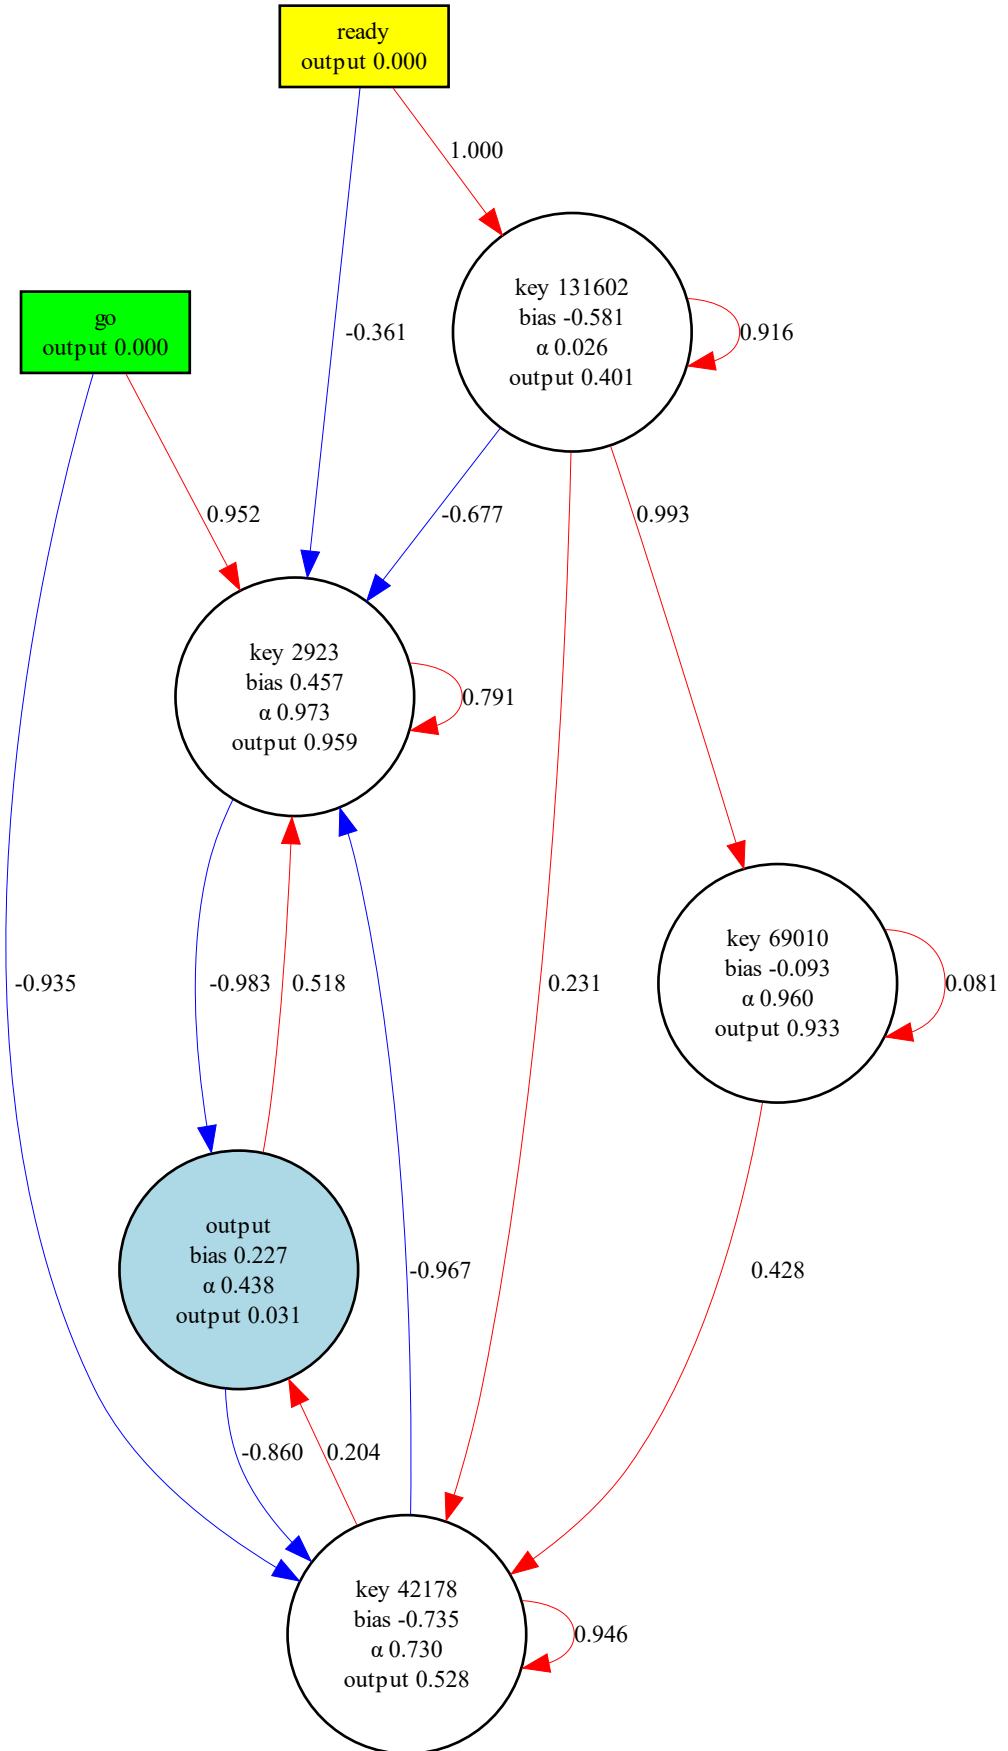 ready
output 0.000
1.000
key 131602
bias -0.581
α 0.026
output 0.401
0.916
-0.361
go
output 0.000
0.952
-0.677
0.993
key 2923
bias 0.457
α 0.973
output 0.959
0.791
key 69010
bias -0.093
α 0.960
output 0.933
0.081
-0.935
-0.983
0.518
0.231
output
bias 0.227
α 0.438
output 0.031
-0.967
0.428
-0.860
0.204
key 42178
bias -0.735
α 0.730
output 0.528
0.946